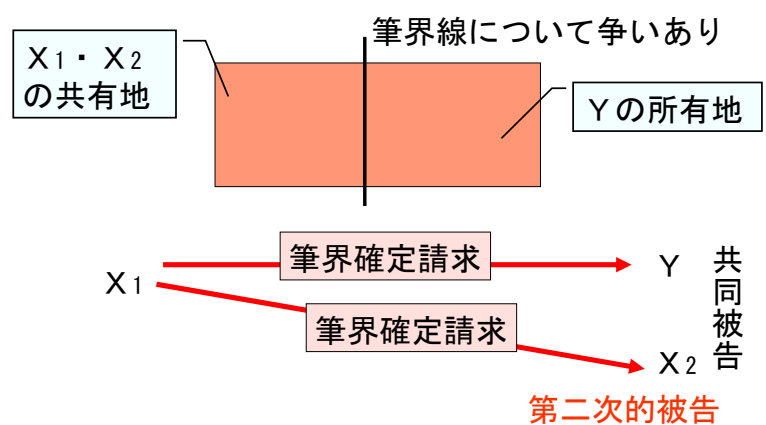 筆界線について争いあり
X1・X2
の共有地
Yの所有地
筆界確定請求
X1
Y
筆界確定請求
X2
共同被告
第二次的被告